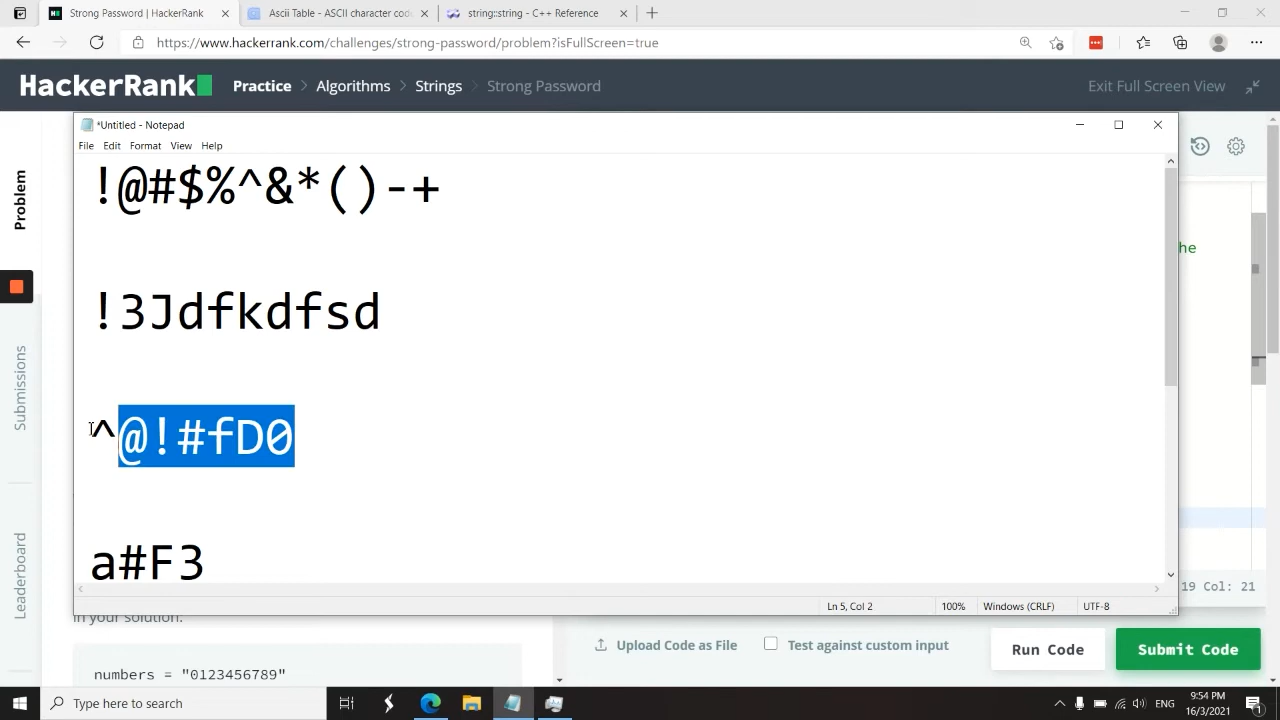 Strong Password | HackerRank
Ascii Table - ASCII character cod
string::string - C++ Reference
https://www.hackerrank.com/challenges/strong-password/problem?isFullScreen=true
HackerRank
Practice > Algorithms > Strings > Strong Password
Exit Full Screen View
*Untitled - Notepad
File Edit Format View Help
!@#$%^&*()-+
!3Jdfkdfsd
^@!#fD0
a#F3
Ln 5, Col 2
100%
Windows (CRLF)
UTF-8
Problem
Submissions
Leaderboard
he
19 Col: 21
in your solution.
numbers = "0123456789"
Upload Code as File
Test against custom input
Run Code
Submit Code
Type here to search
ENG
9:54 PM
16/3/2021
1